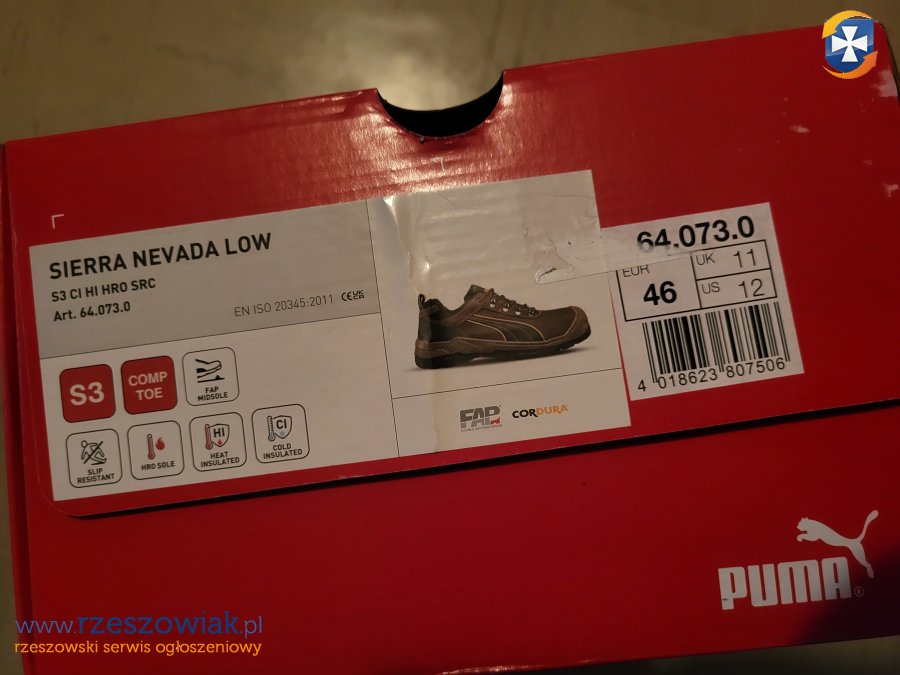 SIERRA NEVADA LOW
S3 CI HI HRO SRC
Art. 64.073.0
EN ISO 20345:2011
S3
COMP TOE
FAP MIDSOLE
SLIP RESISTANT
HRO SOLE
HI
HEAT INSULATED
CI
COLD INSULATED
FAP
CORDURA
64.073.0
EUR 46
UK 11
US 12
4 018623 807506
PUMA
www.rzeszowiak.pl
rzeszowski serwis ogłoszeniowy